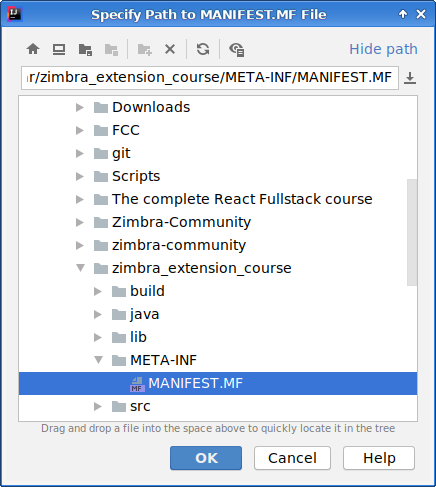 Specify Path to MANIFEST.MF File
Hide path
r/zimbra_extension_course/META-INF/MANIFEST.MF
Downloads
FCC
git
Scripts
The complete React Fullstack course
Zimbra-Community
zimbra-community
zimbra_extension_course
build
java
lib
META-INF
MF MANIFEST.MF
src
Drag and drop a file into the space above to quickly locate it in the tree
OK Cancel Help